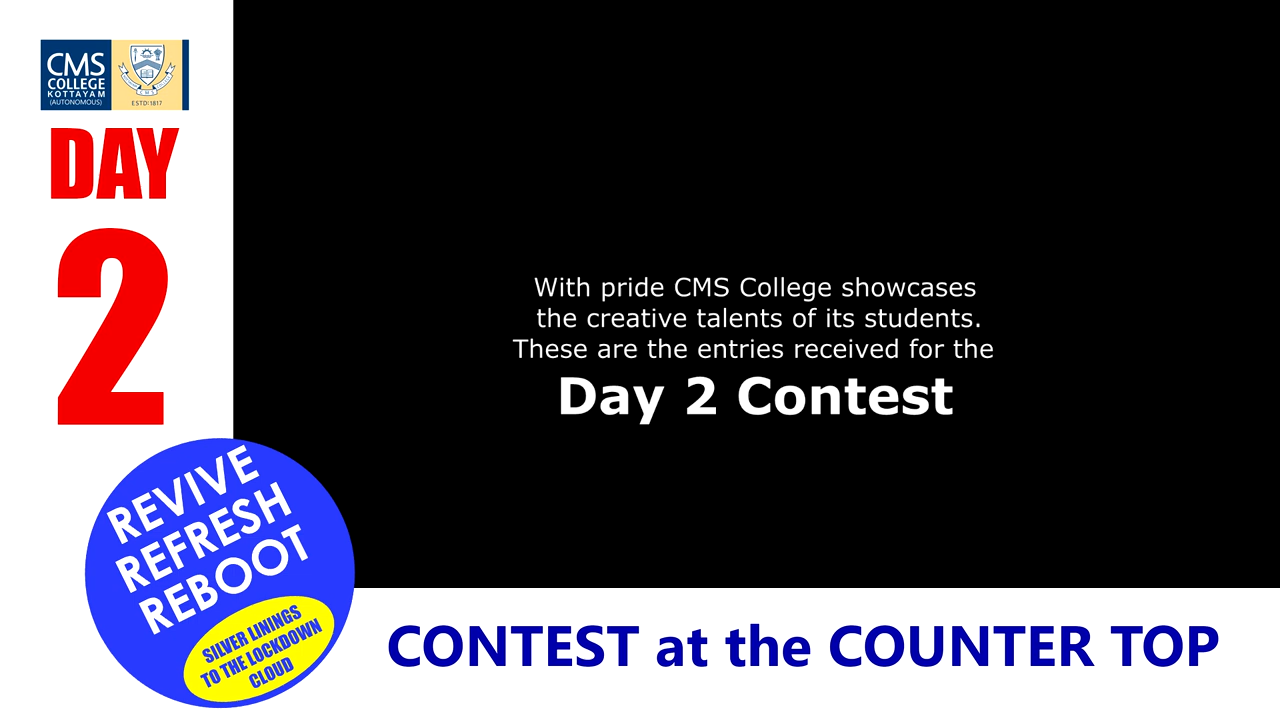 CMS
COLLEGE
KOTTAYAM
(AUTONOMOUS)
ESTD:1817
DAY
2
With pride CMS College showcases
the creative talents of its students.
These are the entries received for the
Day 2 Contest
REVIVE
REFRESH
REBOOT
SILVER LININGS
TO THE LOCKDOWN
CLOUD
CONTEST at the COUNTER TOP